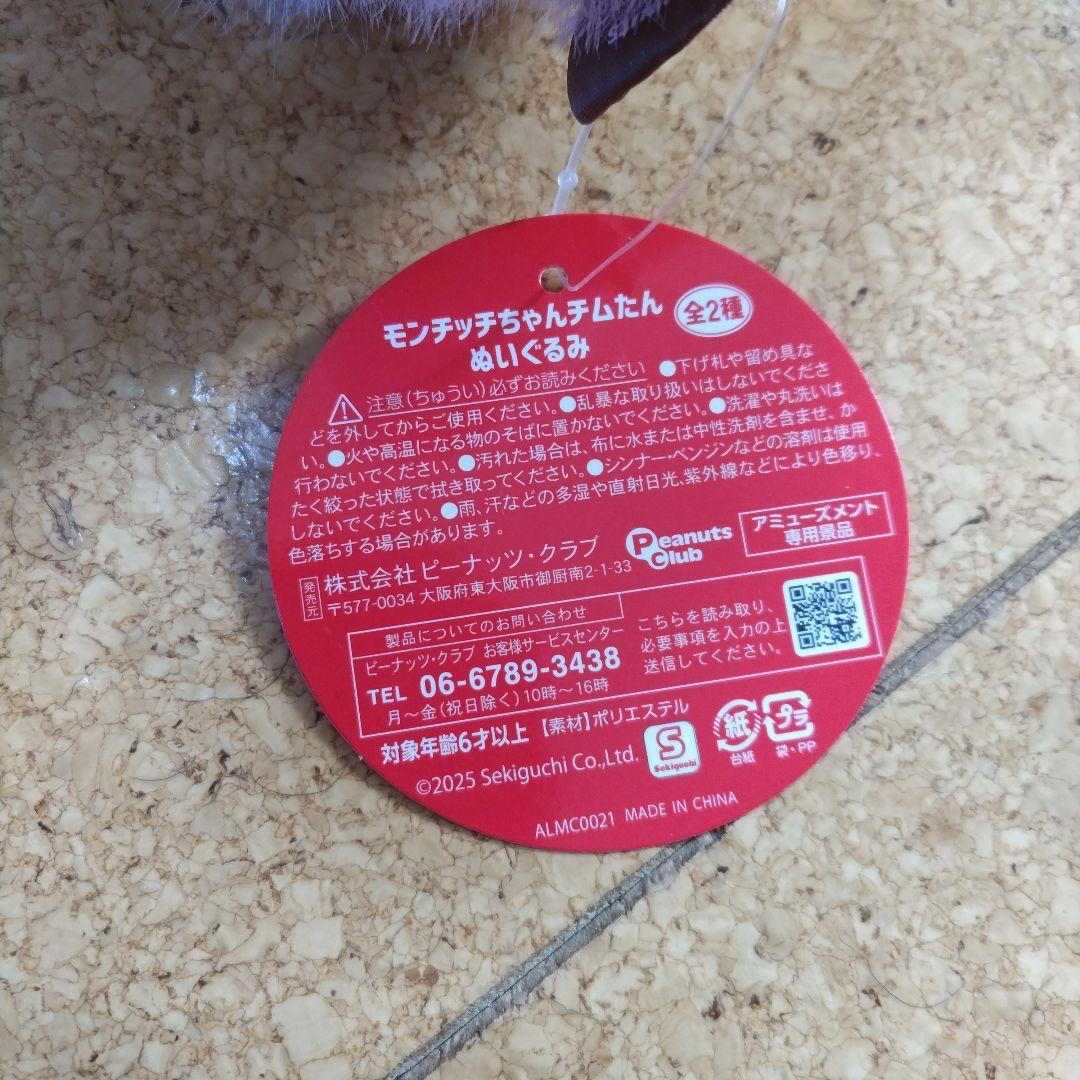 モンチッチちゃんチムたん
ぬいぐるみ
全2種
注意(ちゅうい)必ずお読みください ●下げ札や留め具な
どを外してからご使用ください。●乱暴な取り扱いはしないでくださ
い。●火や高温になる物のそばに置かないでください。●洗濯や丸洗いは
行わないでください。●汚れた場合は、布に水または中性洗剤を含ませ、か
たく絞った状態で拭き取ってください。●シンナー・ベンジンなどの溶剤は使用
しないでください。●雨、汗などの多湿や直射日光、紫外線などにより色移り、
色落ちする場合があります。
発売元
株式会社ピーナッツ・クラブ
〒577-0034 大阪府東大阪市御厨南2-1-33
Peanuts
Club
アミューズメント
専用景品
製品についてのお問い合わせ
ピーナッツ・クラブ お客様サービスセンター
TEL 06-6789-3438
月～金(祝日除く)10時～16時
こちらを読み取り、
必要事項を入力の上
送信してください。
対象年齢6才以上 【素材】ポリエステル
©2025 Sekiguchi Co.,Ltd.
S
Sekiguchi
紙
台紙
プラ
袋・PP
ALMC0021 MADE IN CHINA